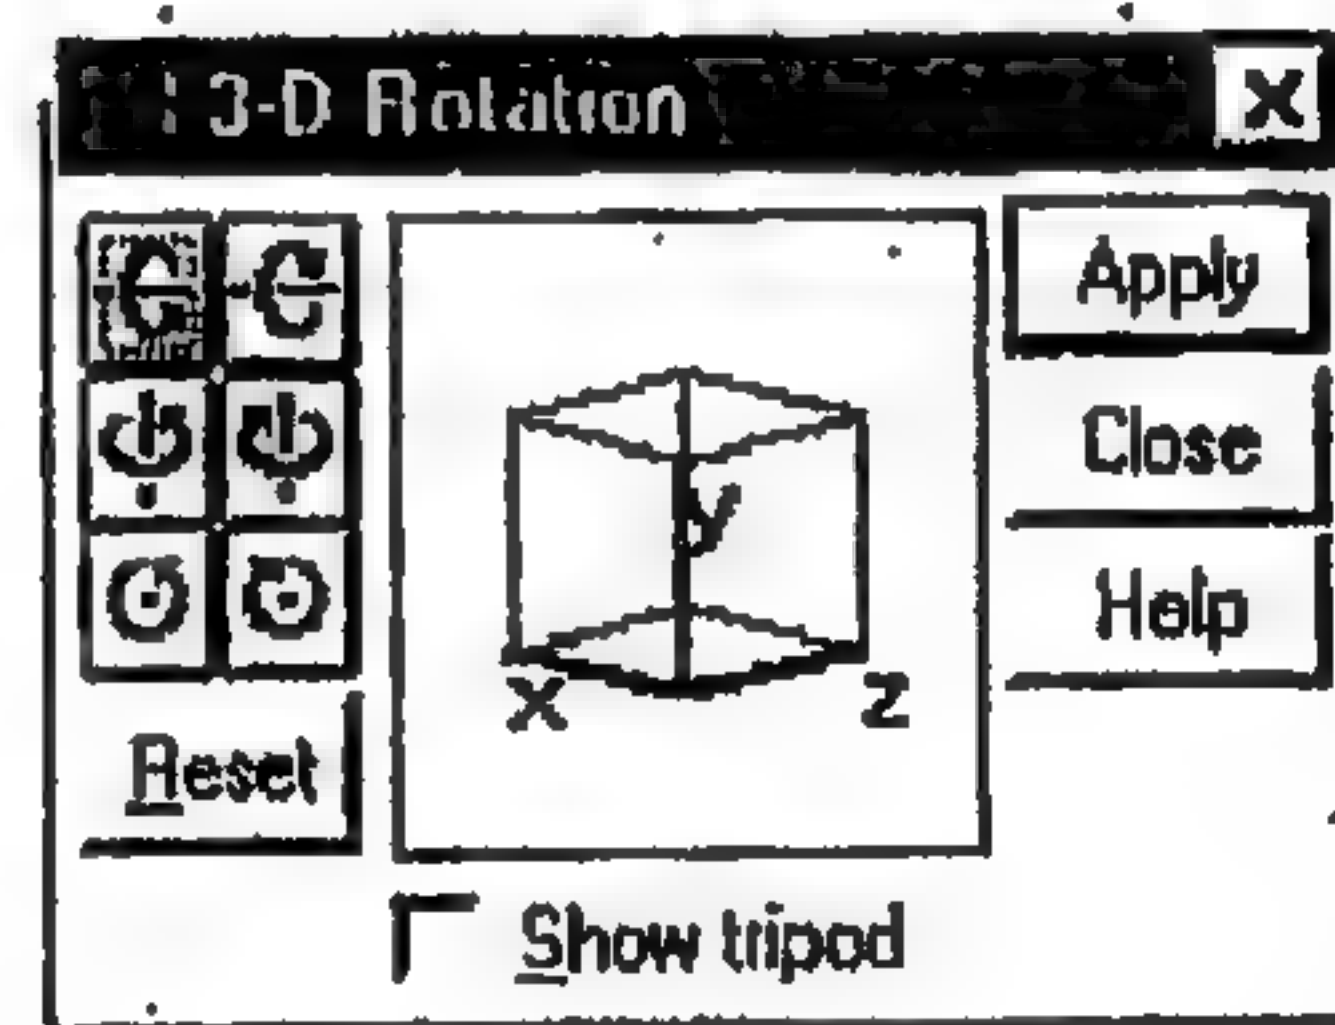 3-D Rotation
Apply
Close
Help
y
x
z
Reset
Show tripod